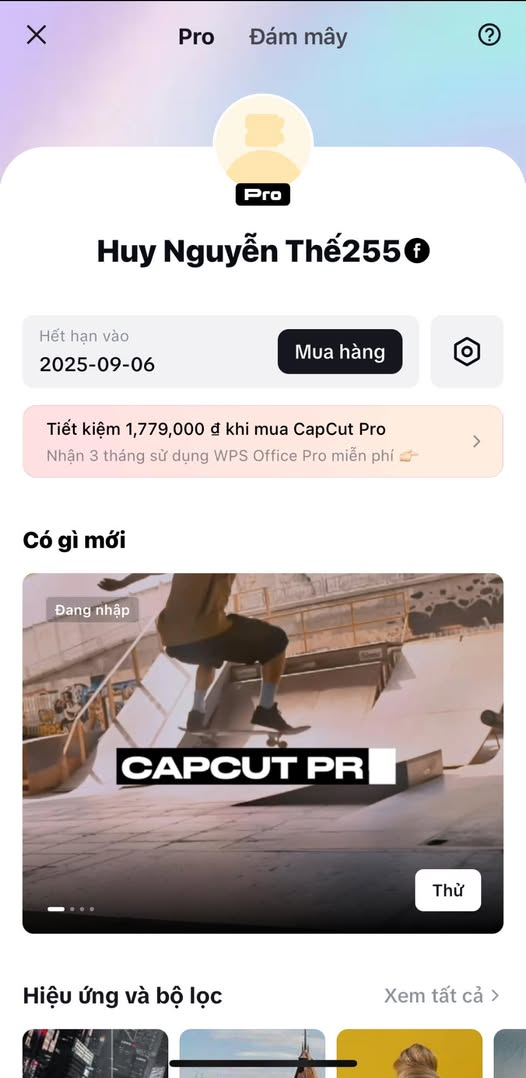 Pro
Đám mây
Pro
Huy Nguyễn Thế255
Hết hạn vào
2025-09-06
Mua hàng
Tiết kiệm 1,779,000 ₫ khi mua CapCut Pro
Nhận 3 tháng sử dụng WPS Office Pro miễn phí 👉🏻
Có gì mới
Đang nhập
CAPCUT PR
Thử
Hiệu ứng và bộ lọc
Xem tất cả >